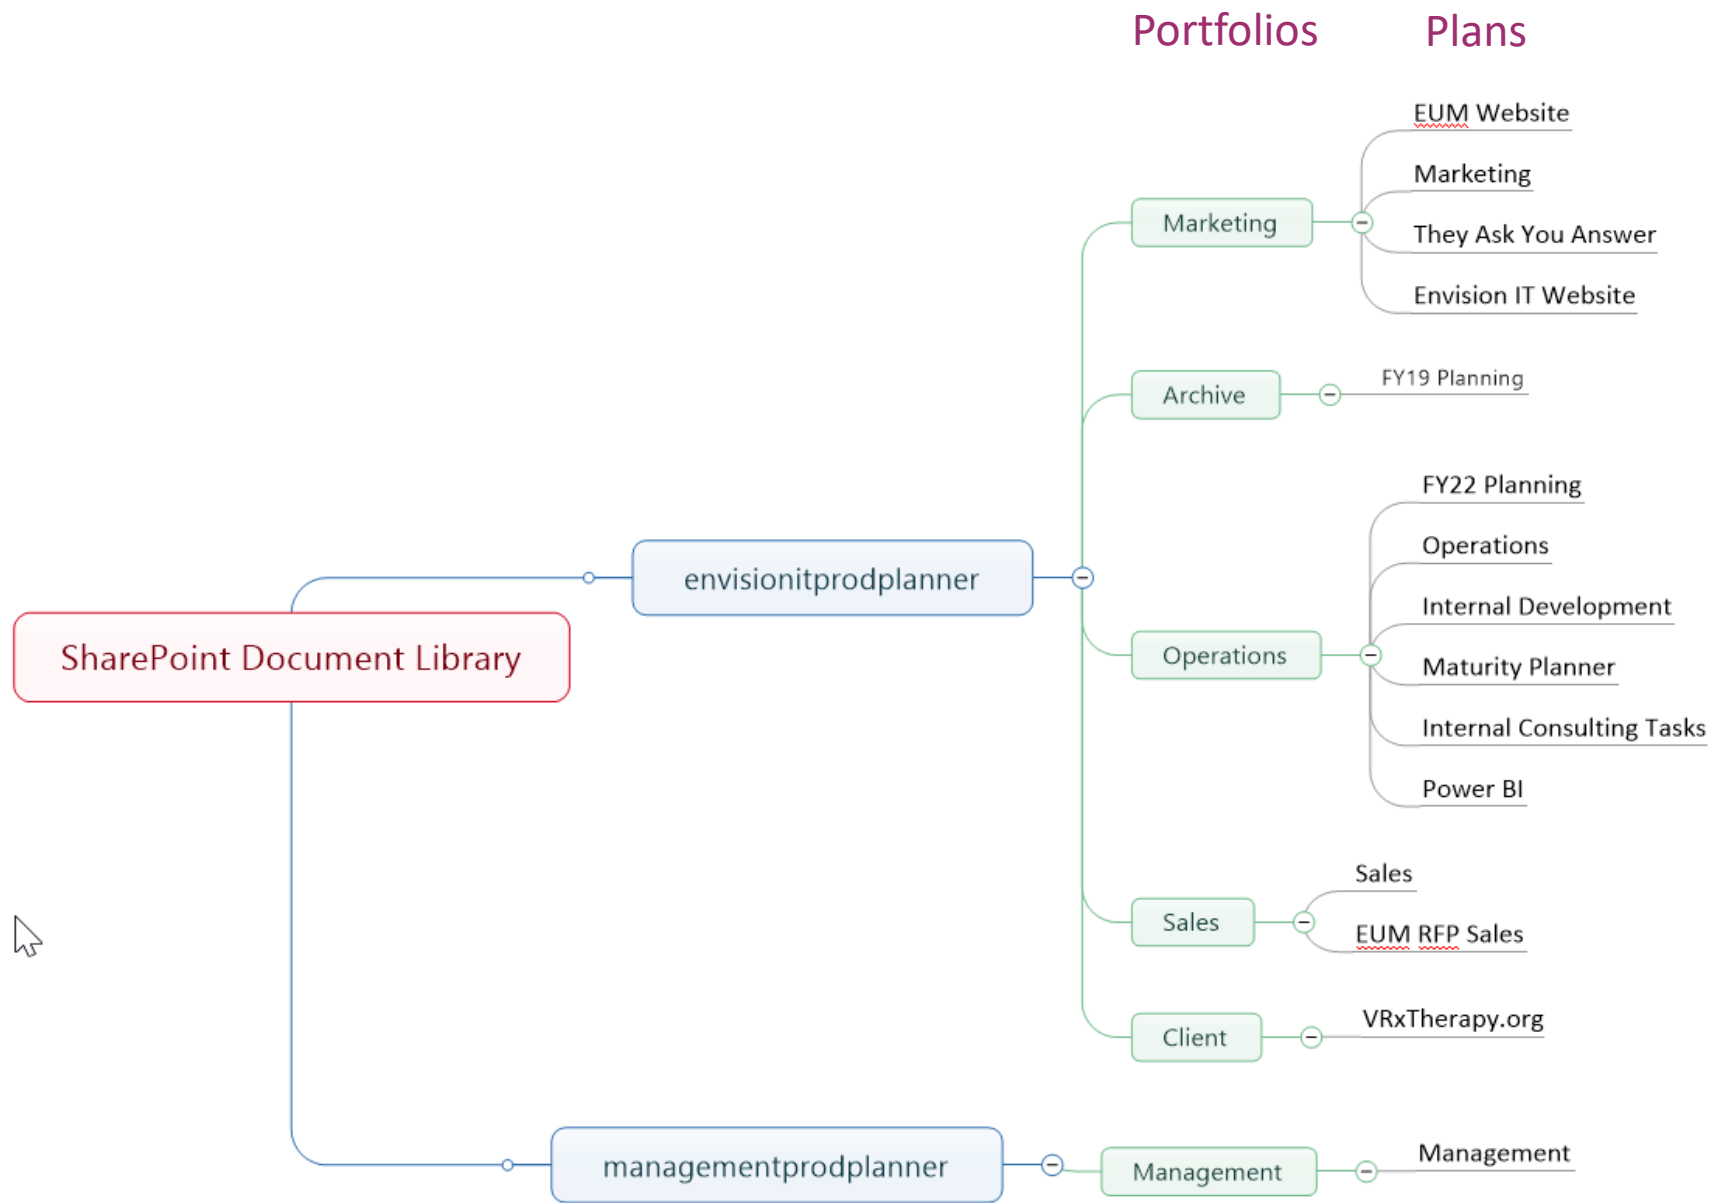 Portfolios Plans
EUM Website
Marketing
Marketing
They Ask You Answer
Envision IT Website
Archive
FY19 Planning
FY22 Planning
Operations
envisionitprodplanner
Internal Development
SharePoint Document Library
Operations
Maturity Planner
Internal Consulting Tasks
Power BI
Sales
Sales
EUM RFP Sales
Client
VRxTherapy.org
managementprodplanner
Management
Management